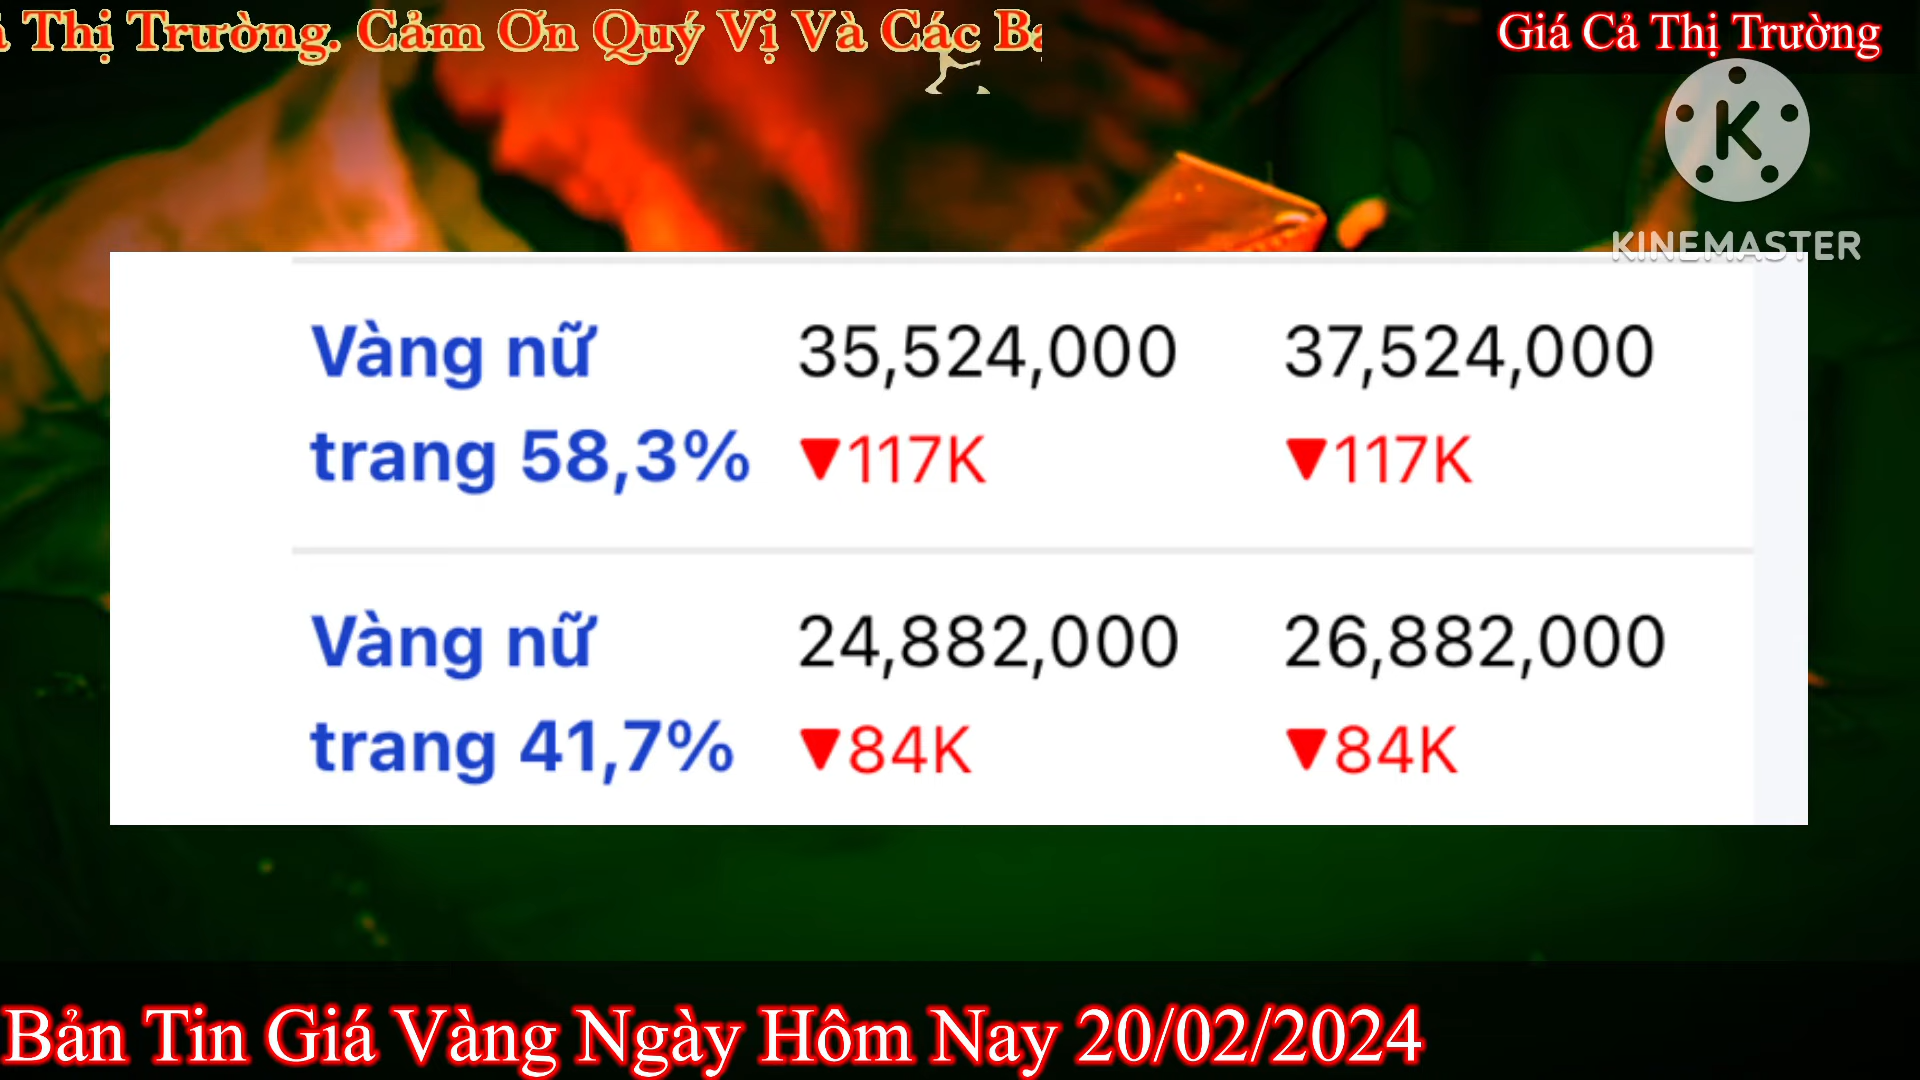 Thị Trường. Cảm Ơn Quý Vị Và Các
Giá Cả Thị Trường
K
KINEMASTER
Vàng nữ 35,524,000 37,524,000
trang 58,3% ▼117K ▼117K
Vàng nữ 24,882,000 26,882,000
trang 41,7% ▼84K ▼84K
Bản Tin Giá Vàng Ngày Hôm Nay 20/02/2024